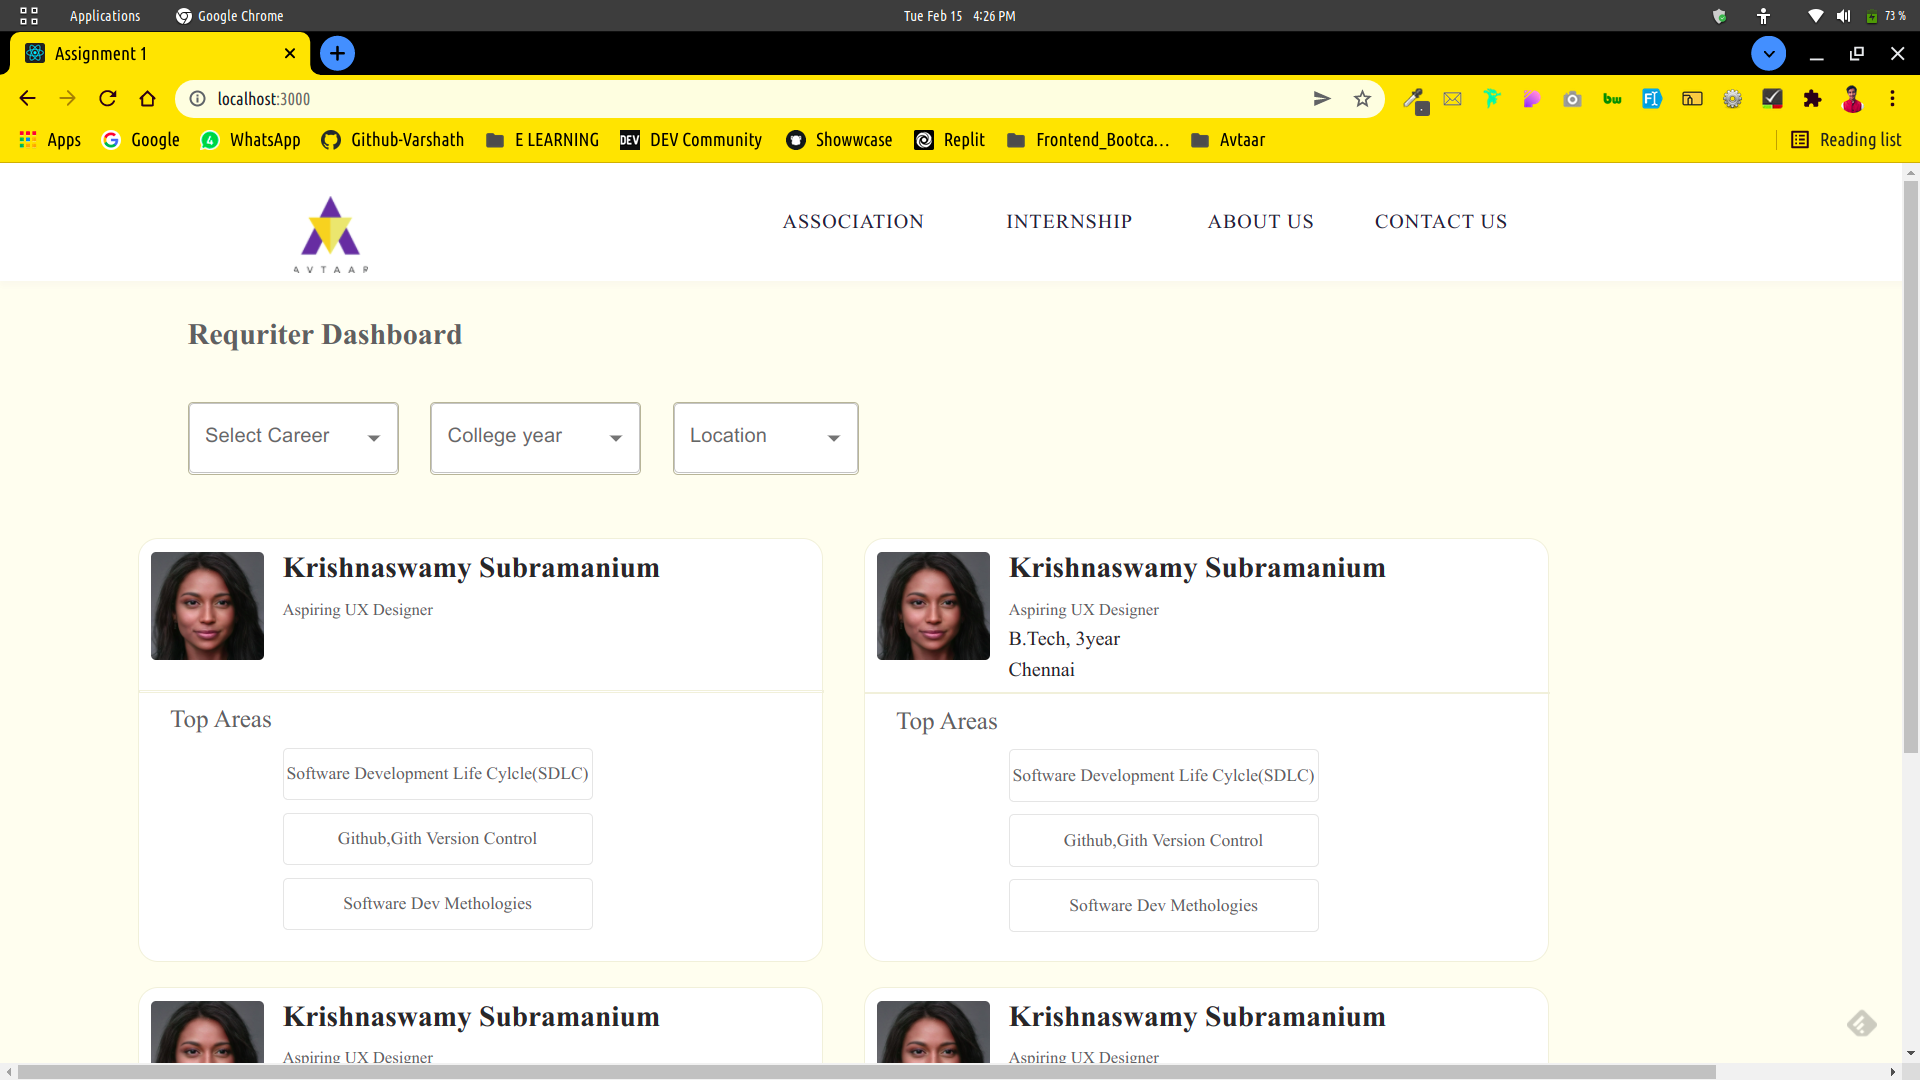 Applications Google Chrome Tue Feb 15 4:26 PM 73 %
Assignment 1
localhost:3000
Apps Google WhatsApp Github-Varshath E LEARNING DEV DEV Community Showwcase Replit Frontend_Bootca... Avtaar Reading list
AVTAAR
ASSOCIATION INTERNSHIP ABOUT US CONTACT US
Requriter Dashboard
Select Career College year Location
Krishnaswamy Subramanium
Aspiring UX Designer
Top Areas
Software Development Life Cylcle(SDLC)
Github,Gith Version Control
Software Dev Methologies
Krishnaswamy Subramanium
Aspiring UX Designer
B.Tech, 3year
Chennai
Top Areas
Software Development Life Cylcle(SDLC)
Github,Gith Version Control
Software Dev Methologies
Krishnaswamy Subramanium
Aspiring UX Designer
Krishnaswamy Subramanium
Aspiring UX Designer